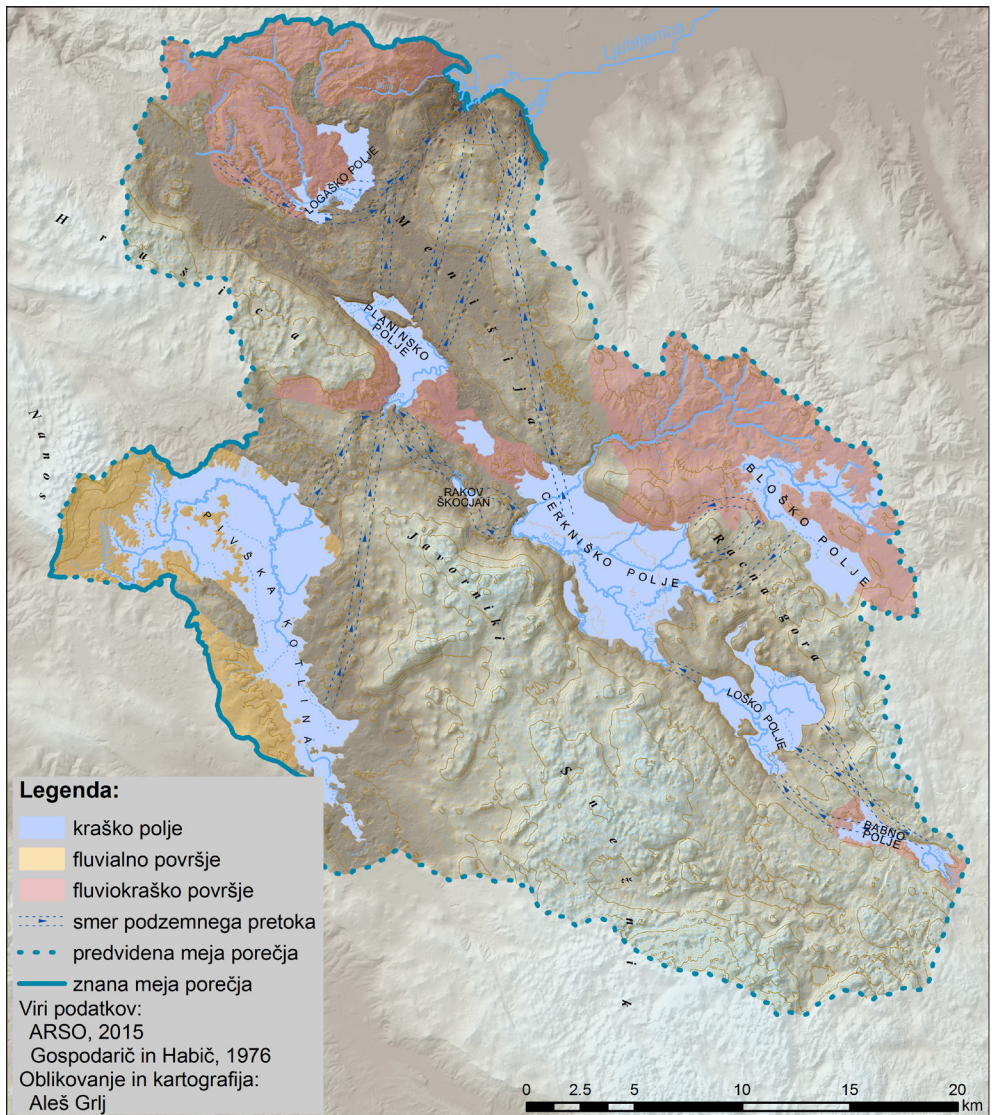 Ljubljanica
LOGAŠKO POLJE
Hrušica
Menišija
PLANINSKO
POLJE
Nanos
RAKOV
ŠKOCJAN
CERKNIŠKO POLJE
BLOŠKO POLJE
PIVŠKA KOTLINA
Javorniki
Racna gora
LOŠKO POLJE
Snežnik
BABNO
POLJE
Legenda:
kraško polje
fluvialno površje
fluviokraško površje
smer podzemnega pretoka
predvidena meja porečja
znana meja porečja
Viri podatkov:
ARSO, 2015
Gospodarič in Habič, 1976
Oblikovanje in kartografija:
Aleš Grlj
0 2.5 5 10 15 20
km